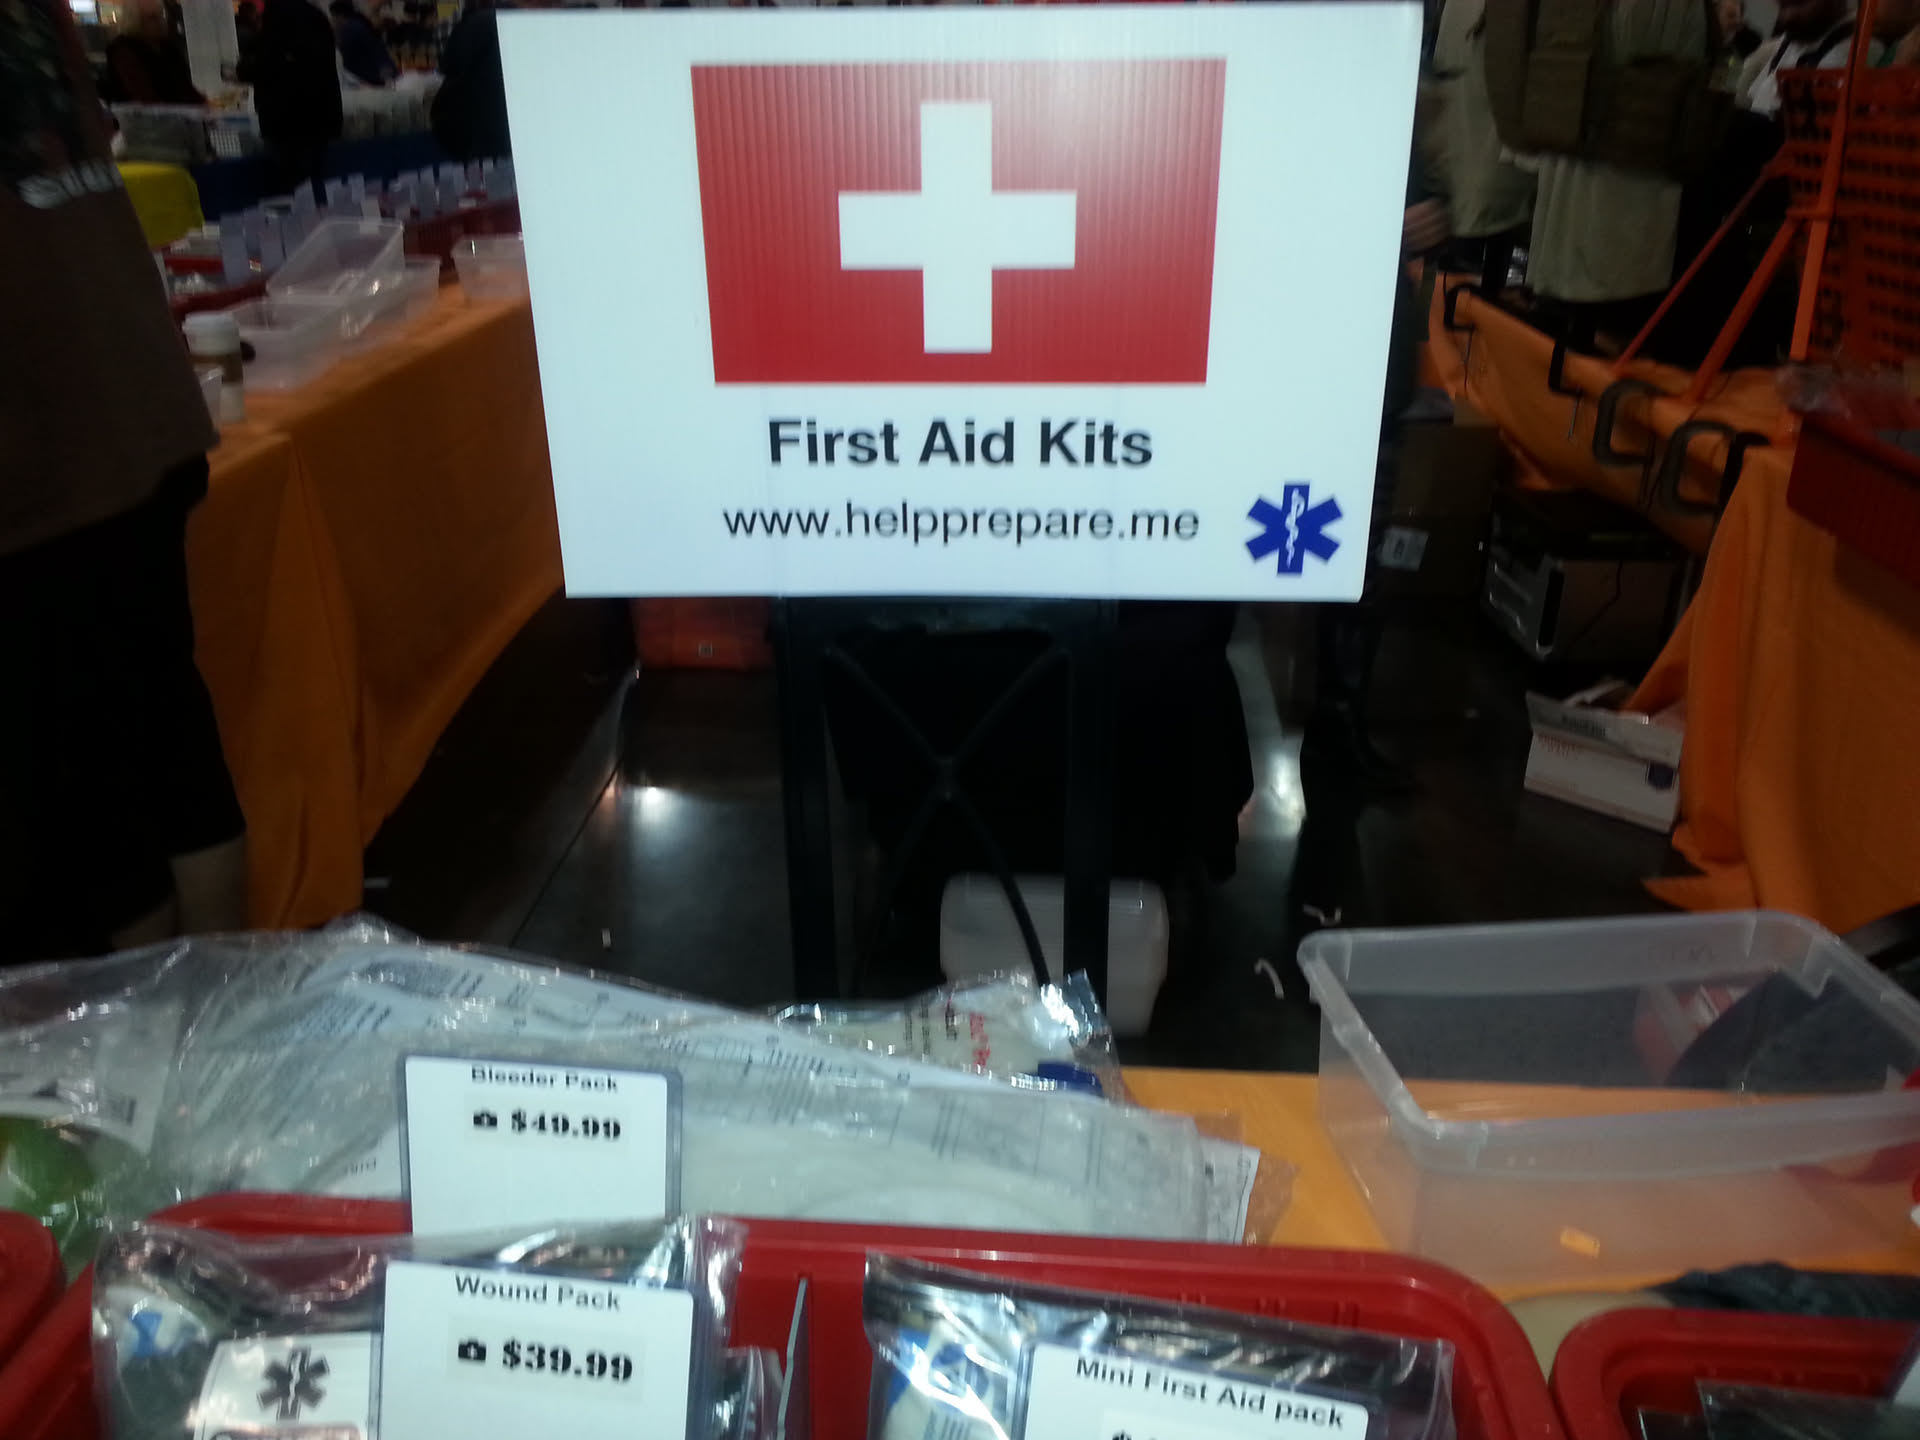 First Aid Kits
www.helpprepare.me
Bleeder Pack
$49.99
Wound Pack
$39.99
Mini First Aid pack